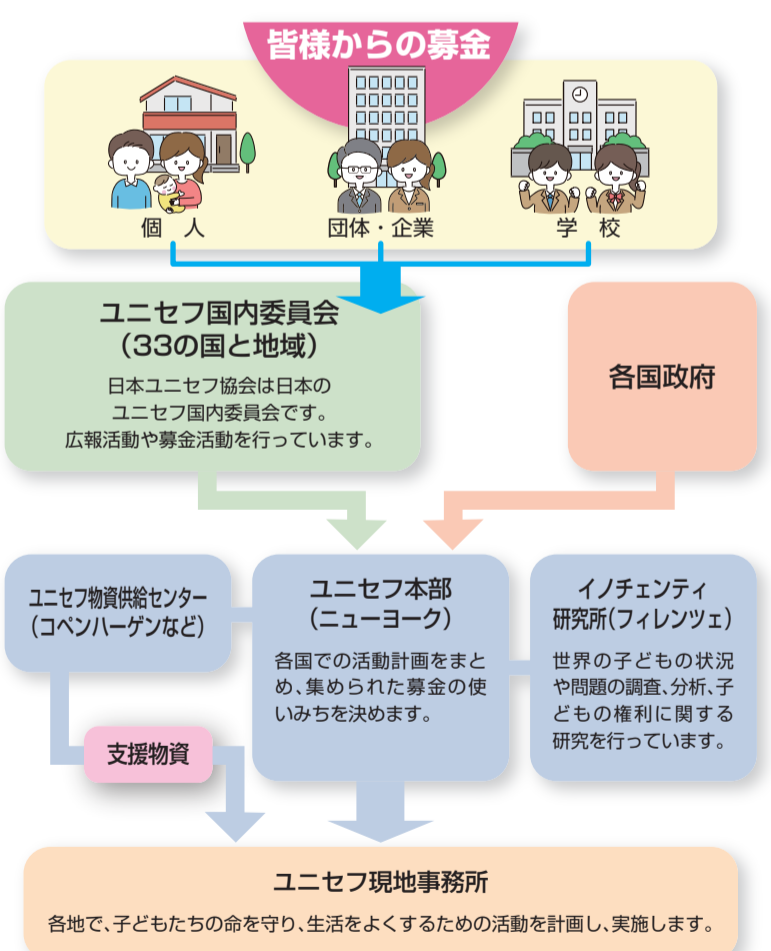 皆様からの募金
個　人
団体・企業
学　校
ユニセフ国内委員会
（33の国と地域）
日本ユニセフ協会は日本の
ユニセフ国内委員会です。
広報活動や募金活動を行っています。
各国政府
ユニセフ物資供給センター
（コペンハーゲンなど）
ユニセフ本部
（ニューヨーク）
各国での活動計画をまと
め、集められた募金の使
いみちを決めます。
イノチェンティ
研究所（フィレンツェ）
世界の子どもの状況
や問題の調査、分析、子
どもの権利に関する
研究を行っています。
支援物資
ユニセフ現地事務所
各地で、子どもたちの命を守り、生活をよくするための活動を計画し、実施します。